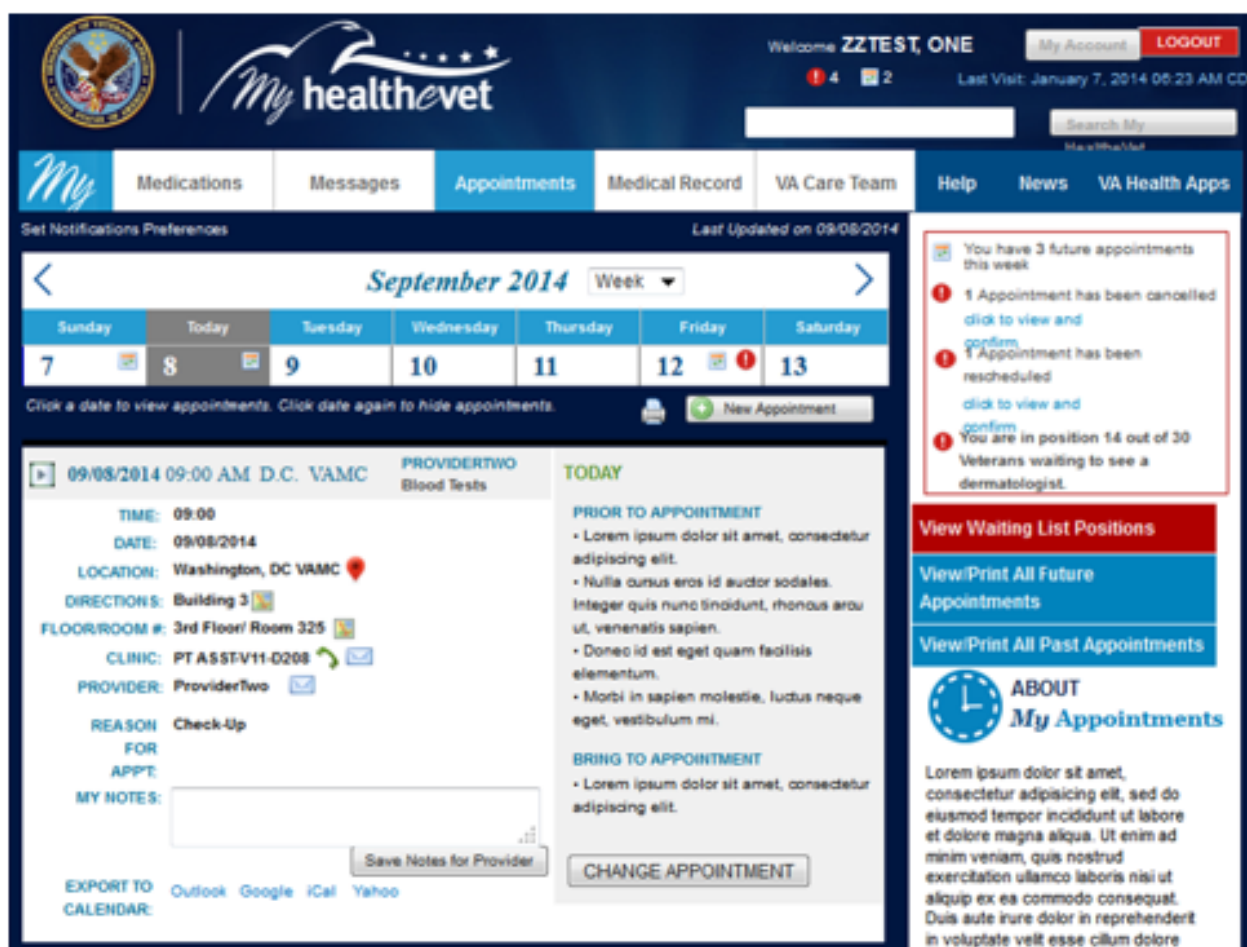 My healthevet
Welcome ZZTEST, ONE
My Account
LOGOUT
4 2
Last Visit: January 7, 2014 06:23 AM CD
Search My
My
Medications
Messages
Appointments
Medical Record
VA Care Team
Help
News
VA Health Apps
Set Notifications Preferences
Last Updated on 09/08/2014
September 2014
Week
Sunday Today Tuesday Wednesday Thursday Friday Saturday
7 8 9 10 11 12 13
Click a date to view appointments. Click date again to hide appointments.
New Appointment
09/08/2014 09:00 AM D.C. VAMC
PROVIDERTWO
Blood Tests
TIME: 09:00
DATE: 09/08/2014
LOCATION: Washington, DC VAMC
DIRECTIONS: Building 3
FLOOR/ROOM #: 3rd Floor/ Room 325
CLINIC: PT ASST-V11-D208
PROVIDER: ProviderTwo
REASON Check-Up
FOR
APPT:
MY NOTES:
Save Notes for Provider
EXPORT TO
CALENDAR:
Outlook Google iCal Yahoo
TODAY
PRIOR TO APPOINTMENT
• Lorem ipsum dolor sit amet, consectetur
adipiscing elit.
• Nulla cursus eros id auctor sodales.
Integer quis nunc tincidunt, rhoncus arcu
ut, venenatis sapien.
• Donec id est eget quam facilisis
elementum.
• Morbi in sapien molestie, luctus neque
eget, vestibulum mi.
BRING TO APPOINTMENT
• Lorem ipsum dolor sit amet, consectetur
adipiscing elit.
CHANGE APPOINTMENT
You have 3 future appointments
this week
1 Appointment has been cancelled
click to view and
confirm
1 Appointment has been
rescheduled
click to view and
confirm
You are in position 14 out of 30
Veterans waiting to see a
dermatologist.
View Waiting List Positions
View/Print All Future
Appointments
View/Print All Past Appointments
ABOUT
My Appointments
Lorem ipsum dolor sit amet,
consectetur adipisicing elit, sed do
eiusmod tempor incididunt ut labore
et dolore magna aliqua. Ut enim ad
minim veniam, quis nostrud
exercitation ullamco laboris nisi ut
aliquip ex ea commodo consequat.
Duis aute irure dolor in reprehenderit
in voluptate velit esse cillum dolore